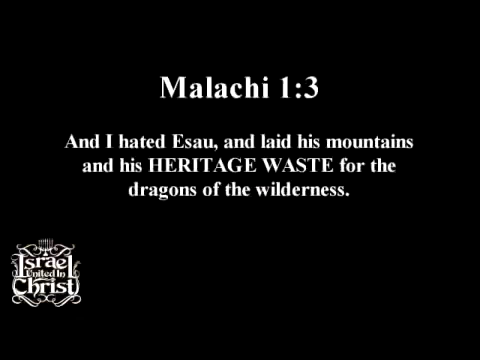 Malachi 1:3
And I hated Esau, and laid his mountains
and his HERITAGE WASTE for the
dragons of the wilderness.
Israel
United In
Christ